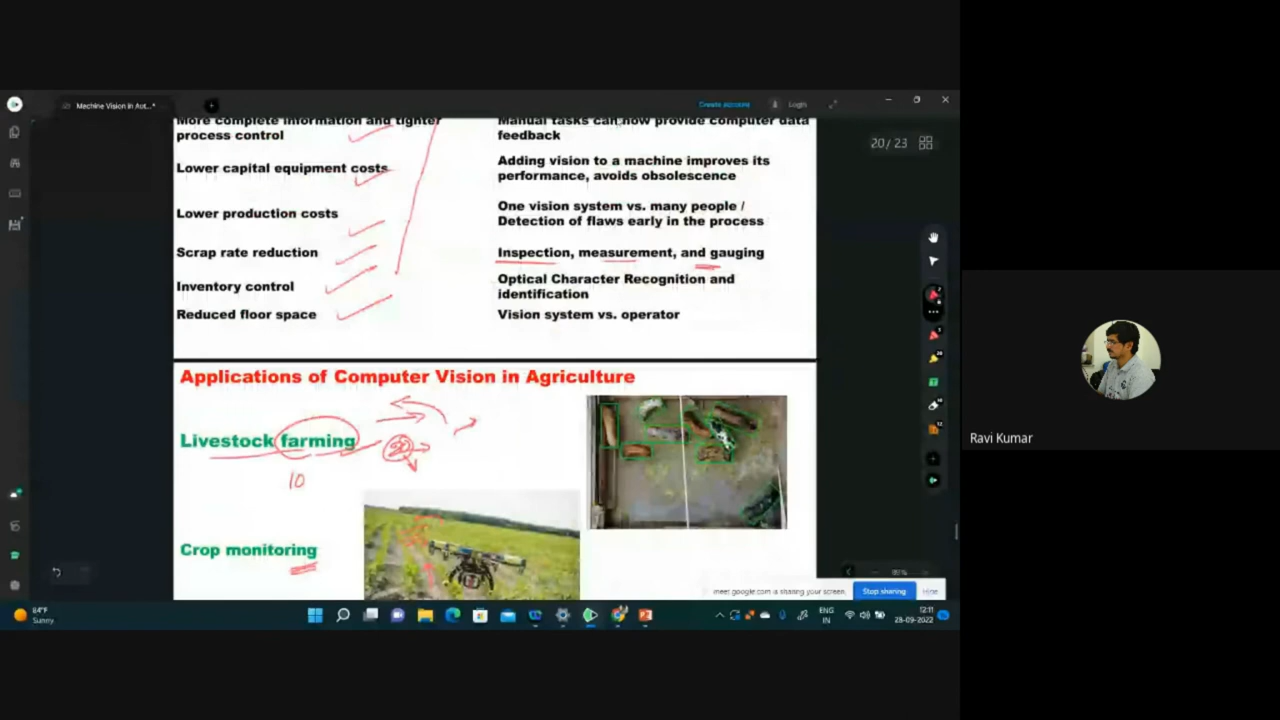 Mechine Vision in Aot...*
Create account
Login
More complete information and tighter
process control
Manual tasks can now provide computer data
feedback
20/ 23
Lower capital equipment costs
Adding vision to a machine improves its
performance, avoids obsolescence
Lower production costs
One vision system vs. many people /
Detection of flaws early in the process
Scrap rate reduction
Inspection, measurement, and gauging
Inventory control
Optical Character Recognition and
identification
Reduced floor space
Vision system vs. operator
Applications of Computer Vision in Agriculture
Livestock farming
50
10
Crop monitoring
Ravi Kumar
meet.google.com is sharing your screen.
Stop sharing
Hide
84°F
Sunny
ENG
IN
12:11
28-09-2022